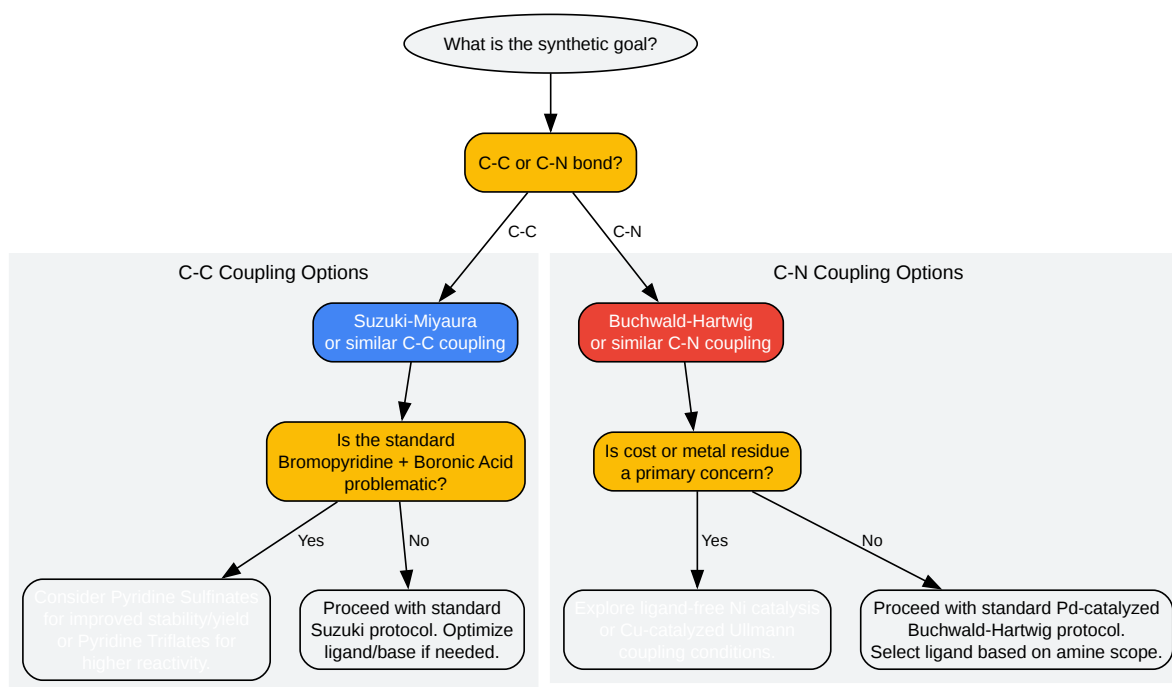 What is the synthetic goal?
C-C or C-N bond?
C-C
C-N
C-C Coupling Options
C-N Coupling Options
Suzuki-Miyaura
or similar C-C coupling
Buchwald-Hartwig
or similar C-N coupling
Is the standard
Bromopyridine + Boronic Acid
problematic?
Is cost or metal residue
a primary concern?
Yes
No
Yes
No
Consider Pyridine Sulfinates
for improved stability/yield
or Pyridine Triflates for
higher reactivity.
Proceed with standard
Suzuki protocol. Optimize
ligand/base if needed.
Explore ligand-free Ni catalysis
or Cu-catalyzed Ullmann
coupling conditions.
Proceed with standard Pd-catalyzed
Buchwald-Hartwig protocol.
Select ligand based on amine scope.